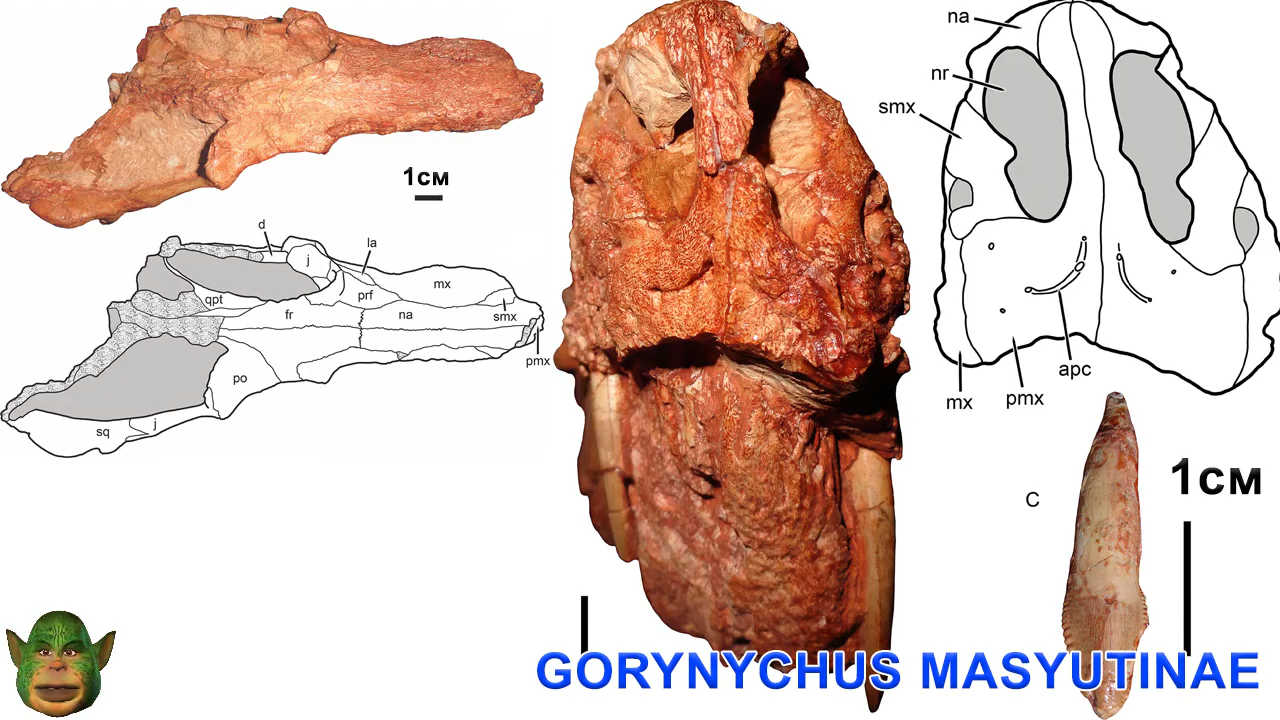 1см
d
la
j
mx
qpt
prf
fr
na
smx
pmx
po
sq
j
na
nr
smx
apc
mx
pmx
C
1см
GORYNYCHUS MASYUTINAE